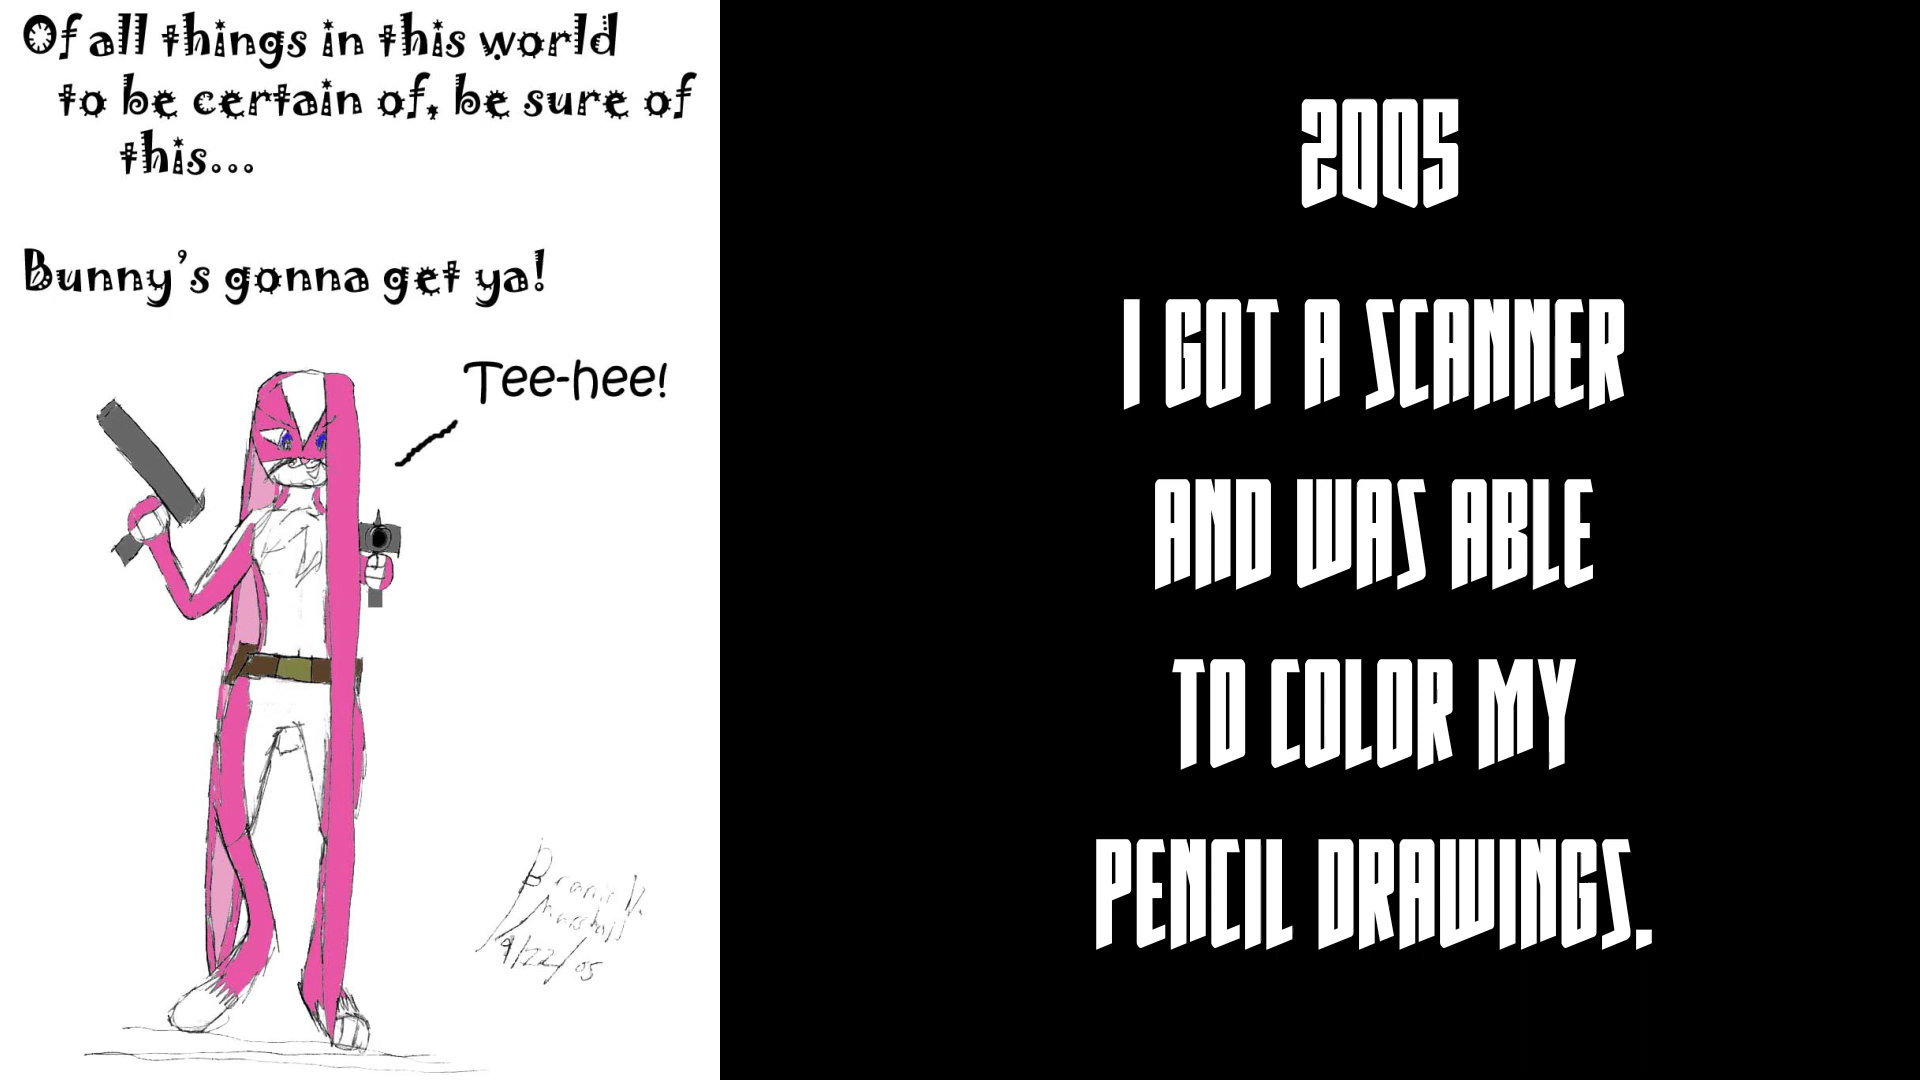 Of all things in this world
to be certain of, be sure of
this...
Bunny's gonna get ya!
Tee-hee!
Marshall
9/22/05
2005
I GOT A SCANNER
AND WAS ABLE
TO COLOR MY
PENCIL DRAWINGS.